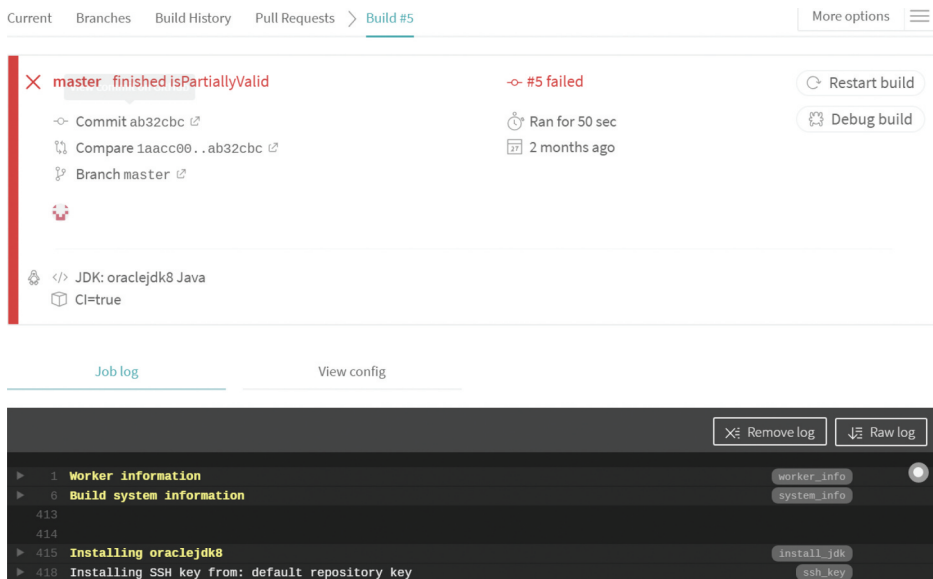 Current Branches Build History Pull Requests Build #5 More options
master finished isPartiallyValid
Commit ab32cbc
Compare 1aacc00..ab32cbc
Branch master
#5 failed
Ran for 50 sec
27
2 months ago
Restart build
Debug build
</> JDK: oraclejdk8 Java
CI=true
Job log View config
Remove log Raw log
1 Worker information worker_info
6 Build system information system_info
413
414
415 Installing oraclejdk8 install_jdk
418 Installing SSH key from: default repository key ssh_key